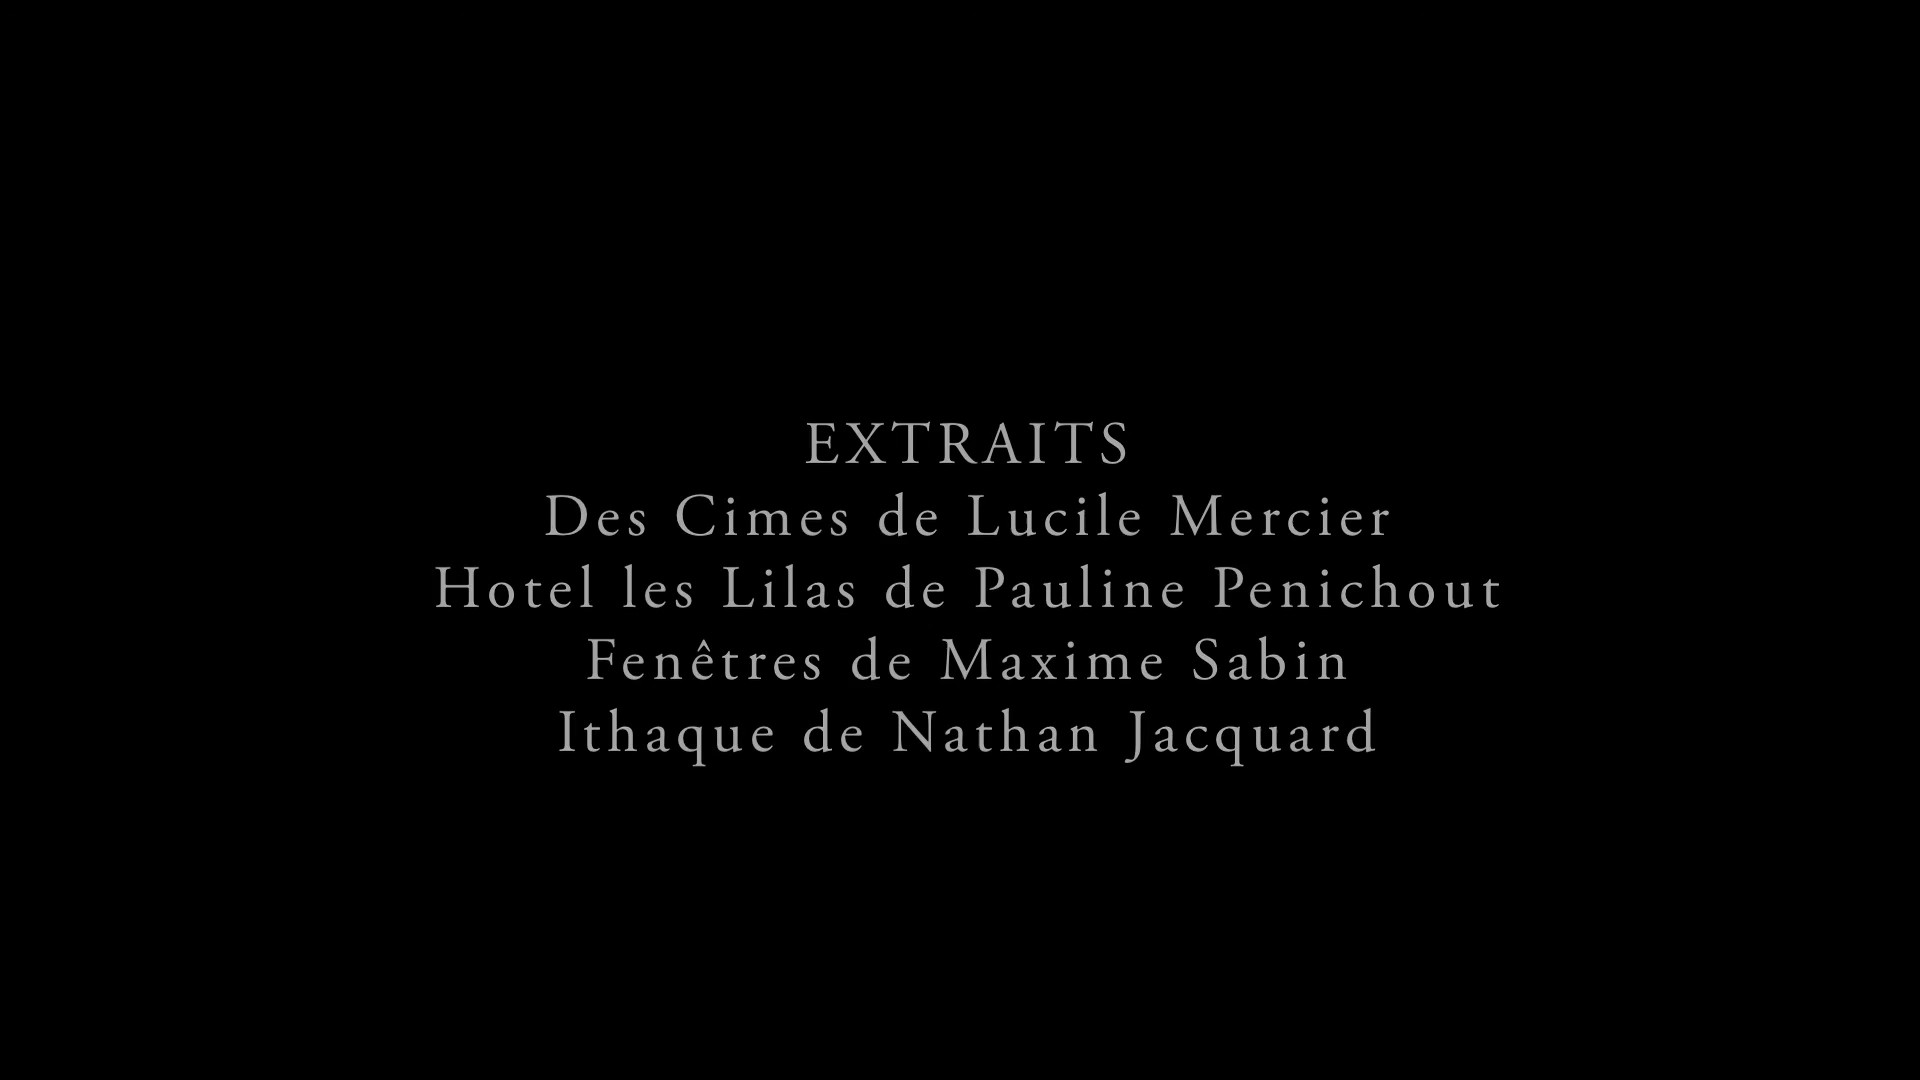 EXTRAITS
Des Cimes de Lucile Mercier
Hotel les Lilas de Pauline Penichout
Fenêtres de Maxime Sabin
Ithaque de Nathan Jacquard